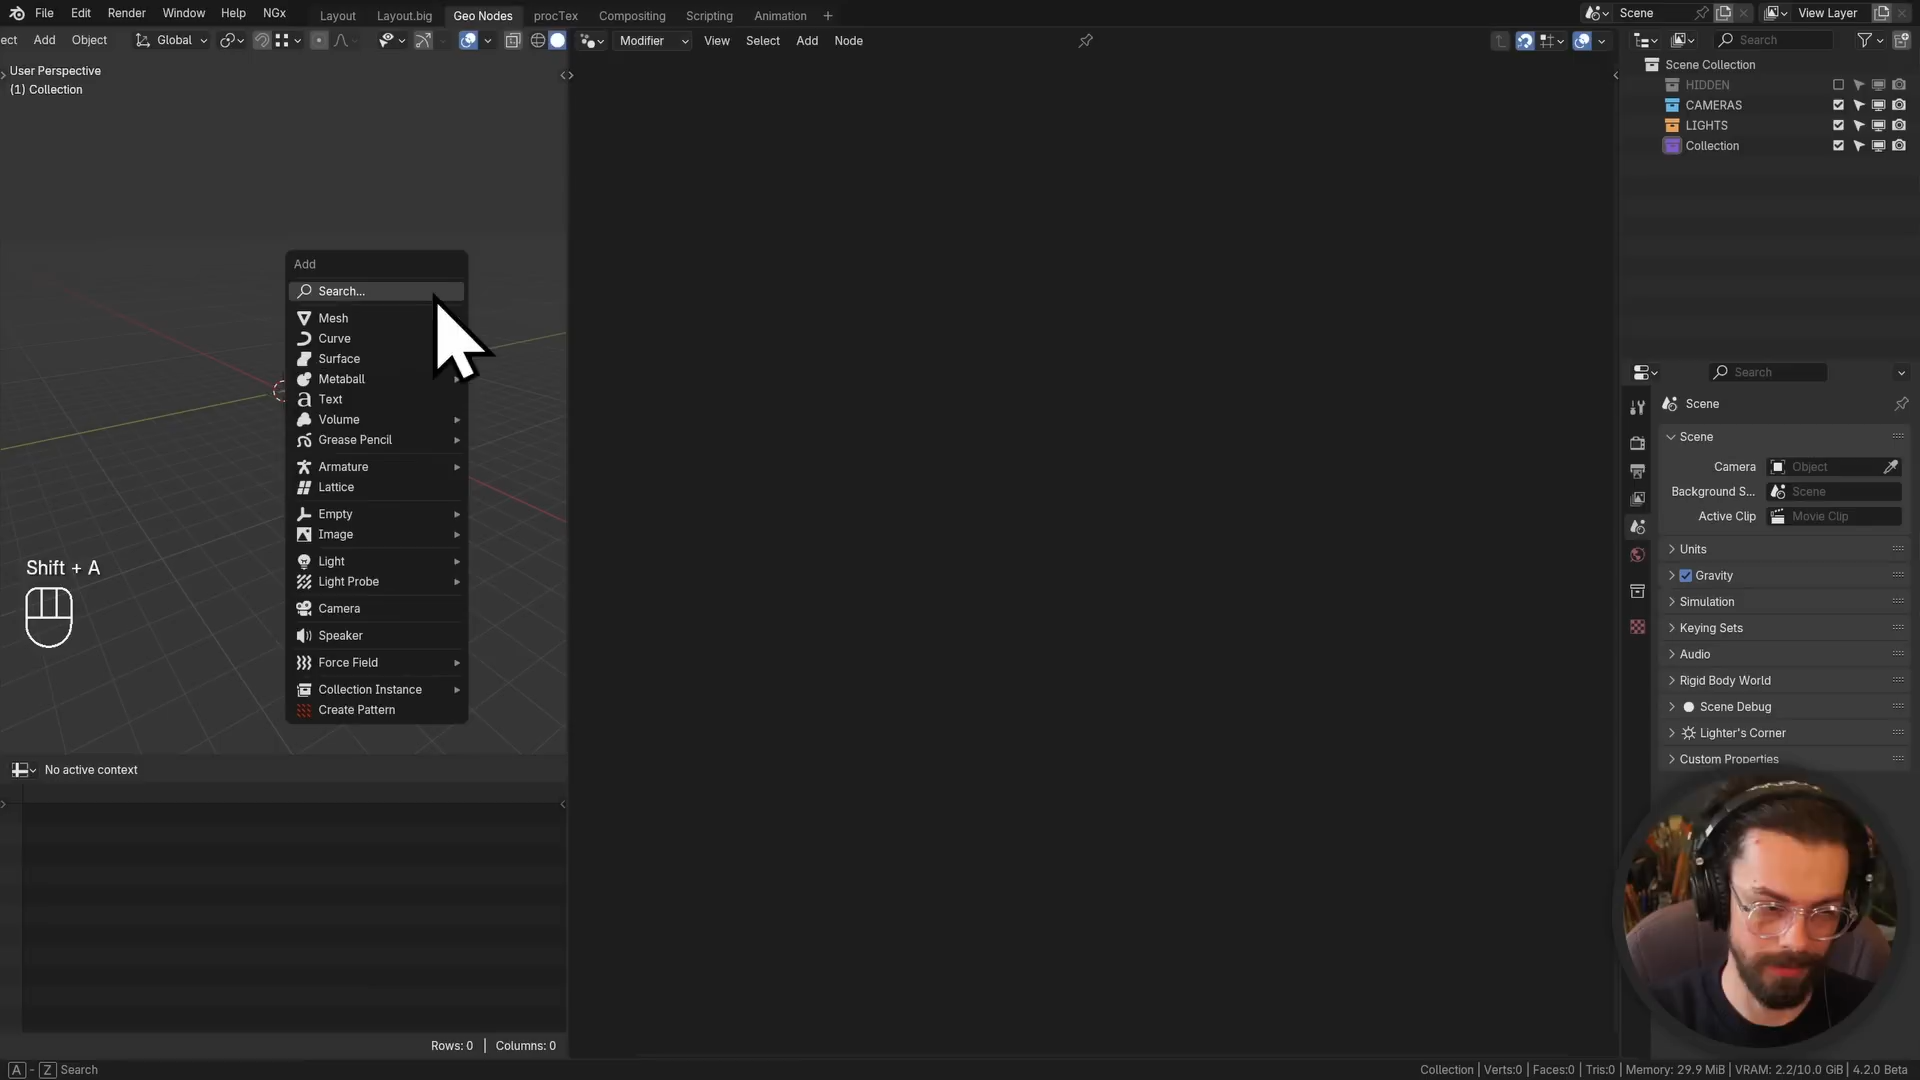 File Edit Render Window Help NGx
Layout Layout.big Geo Nodes procTex Compositing Scripting Animation +
Scene View Layer
ect Add Object Global
Modifier View Select Add Node
Search
User Perspective
(1) Collection
Scene Collection
HIDDEN
CAMERAS
LIGHTS
Collection
Add
Search...
Mesh
Curve
Surface
Metaball
Text
Volume
Grease Pencil
Armature
Lattice
Empty
Image
Light
Light Probe
Camera
Speaker
Force Field
Collection Instance
Create Pattern
Shift + A
Search
Scene
Scene
Camera Object
Background S... Scene
Active Clip Movie Clip
Units
Gravity
Simulation
Keying Sets
Audio
Rigid Body World
Scene Debug
Lighter's Corner
Custom Properties
No active context
Rows: 0 | Columns: 0
A - Z Search
Collection | Verts:0 | Faces:0 | Tris:0 | Memory: 29.9 MiB | VRAM: 2.2/10.0 GiB | 4.2.0 Beta